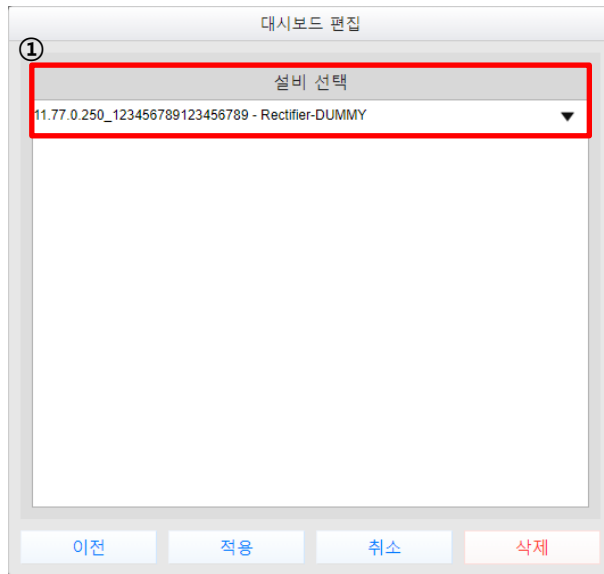 대시보드 편집
①
설비 선택
11.77.0.250_123456789123456789 - Rectifier-DUMMY
이전 적용 취소 삭제